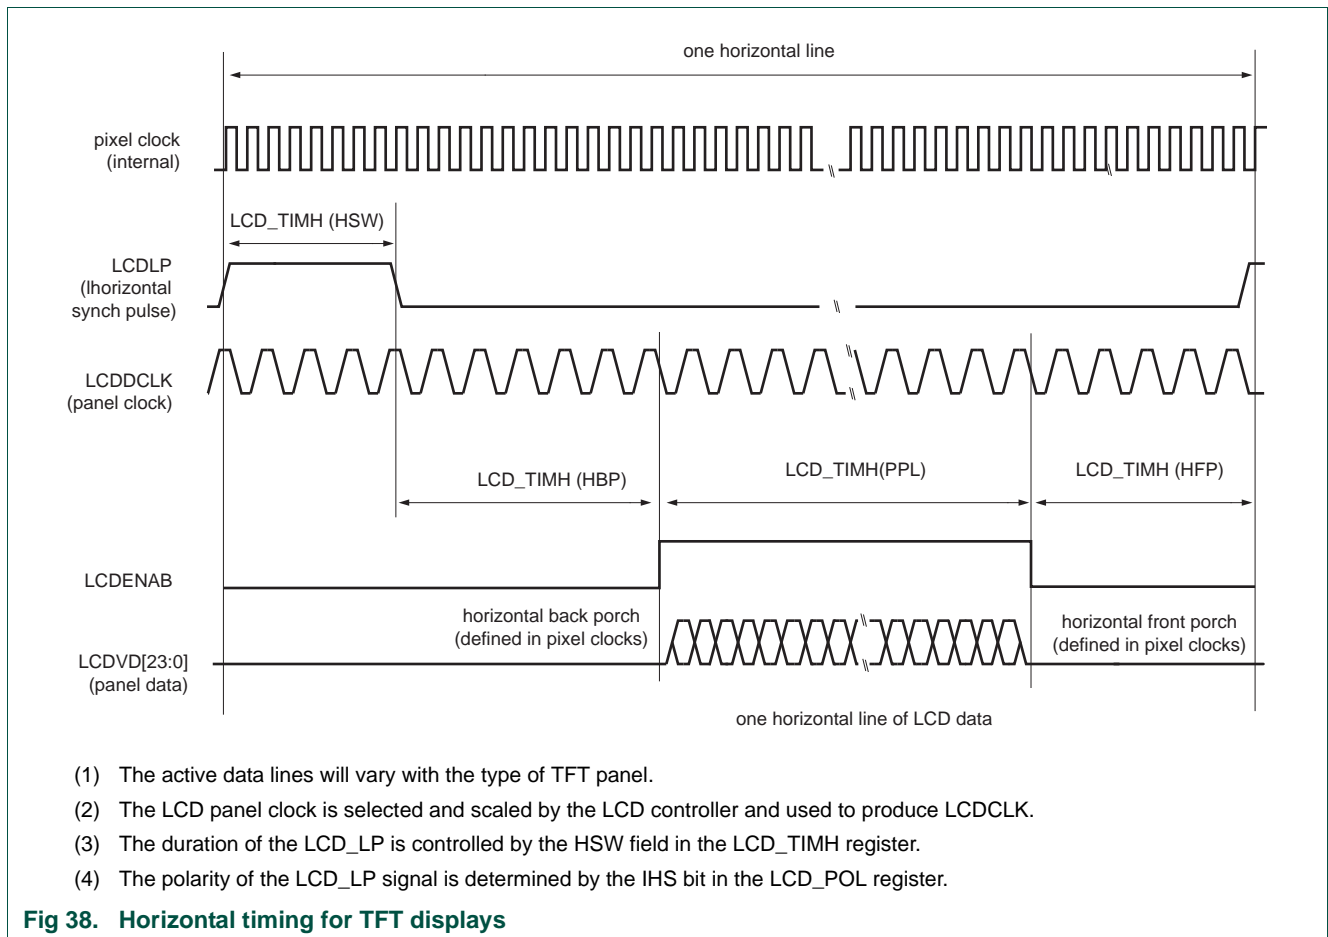 one horizontal line
pixel clock
(internal)
LCD_TIMH (HSW)
LCDLP
(lhorizontal
synch pulse)
LCDDCLK
(panel clock)
LCD_TIMH (HBP)
LCD_TIMH(PPL)
LCD_TIMH (HFP)
LCDENAB
horizontal back porch
(defined in pixel clocks)
horizontal front porch
(defined in pixel clocks)
LCDVD[23:0]
(panel data)
one horizontal line of LCD data
(1) The active data lines will vary with the type of TFT panel.
(2) The LCD panel clock is selected and scaled by the LCD controller and used to produce LCDCLK.
(3) The duration of the LCD_LP is controlled by the HSW field in the LCD_TIMH register.
(4) The polarity of the LCD_LP signal is determined by the IHS bit in the LCD_POL register.
Fig 38. Horizontal timing for TFT displays